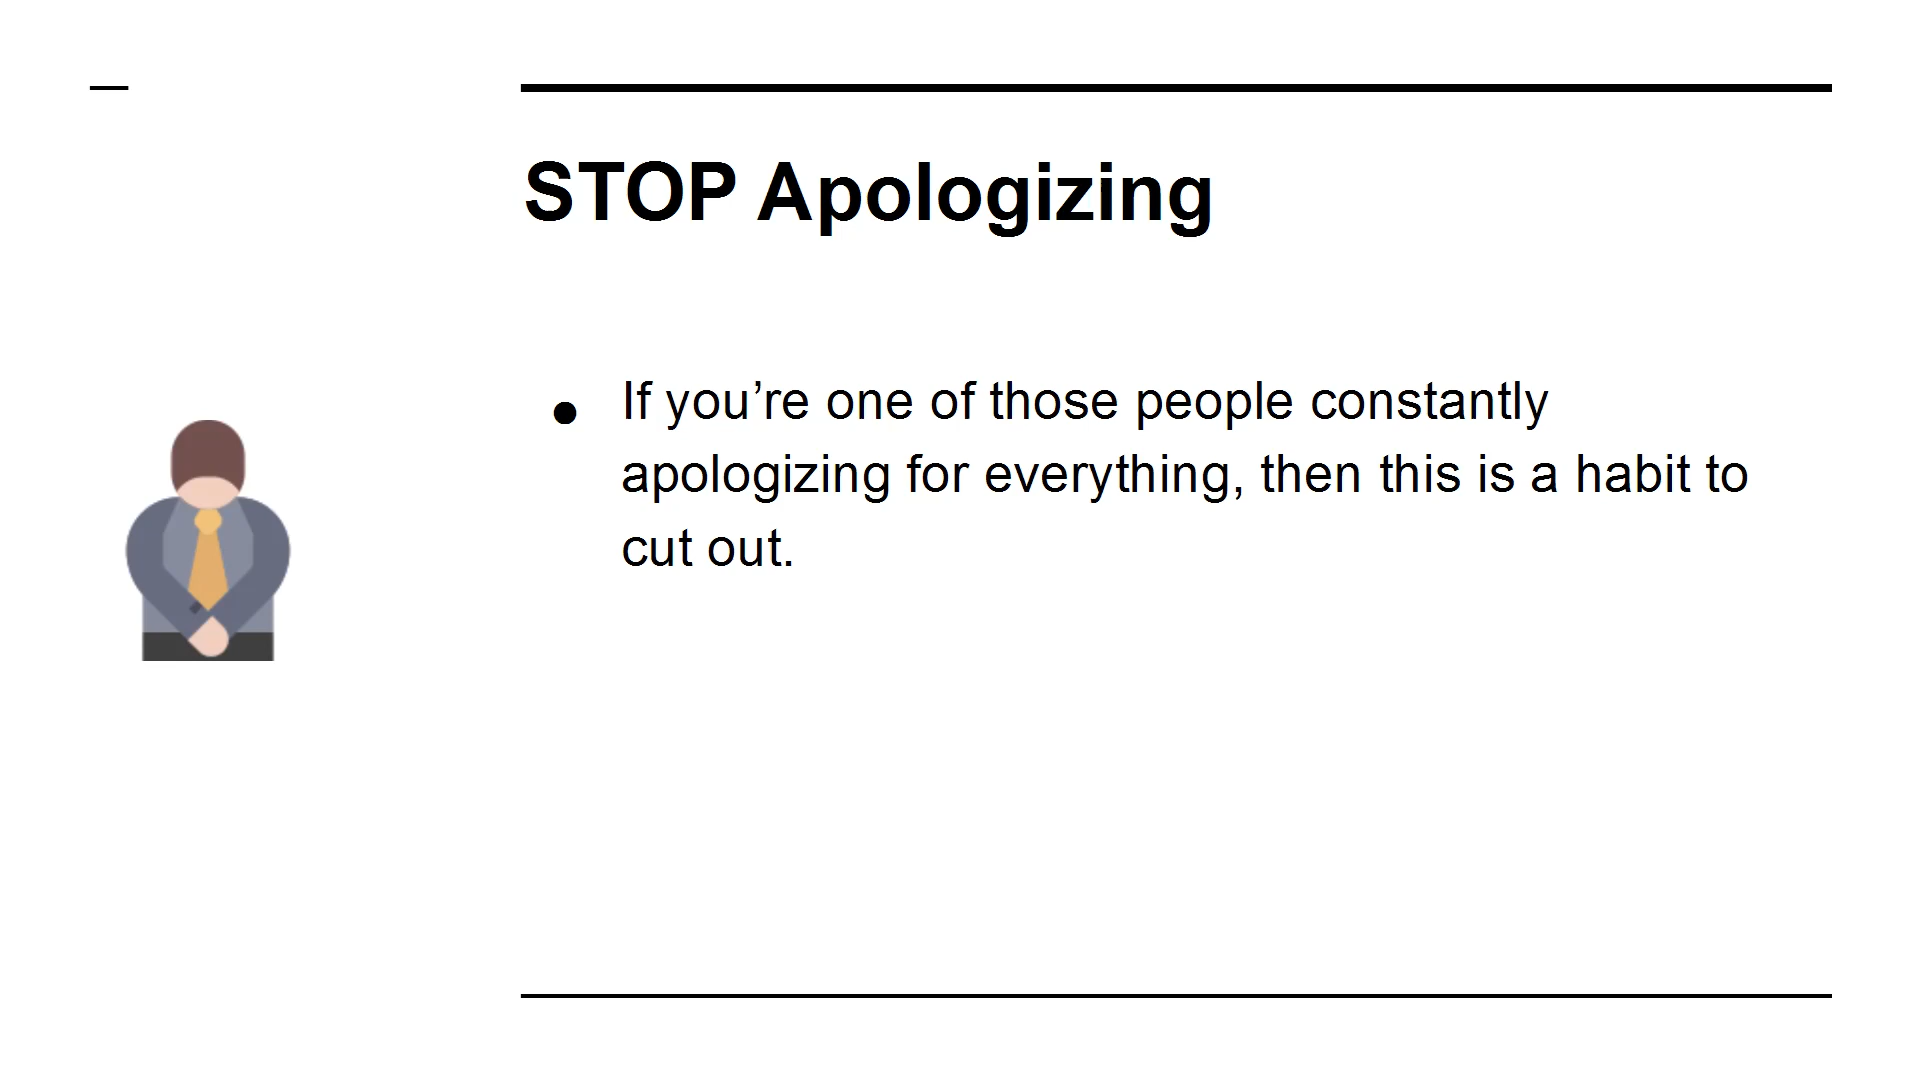 STOP Apologizing
● If you’re one of those people constantly
apologizing for everything, then this is a habit to
cut out.